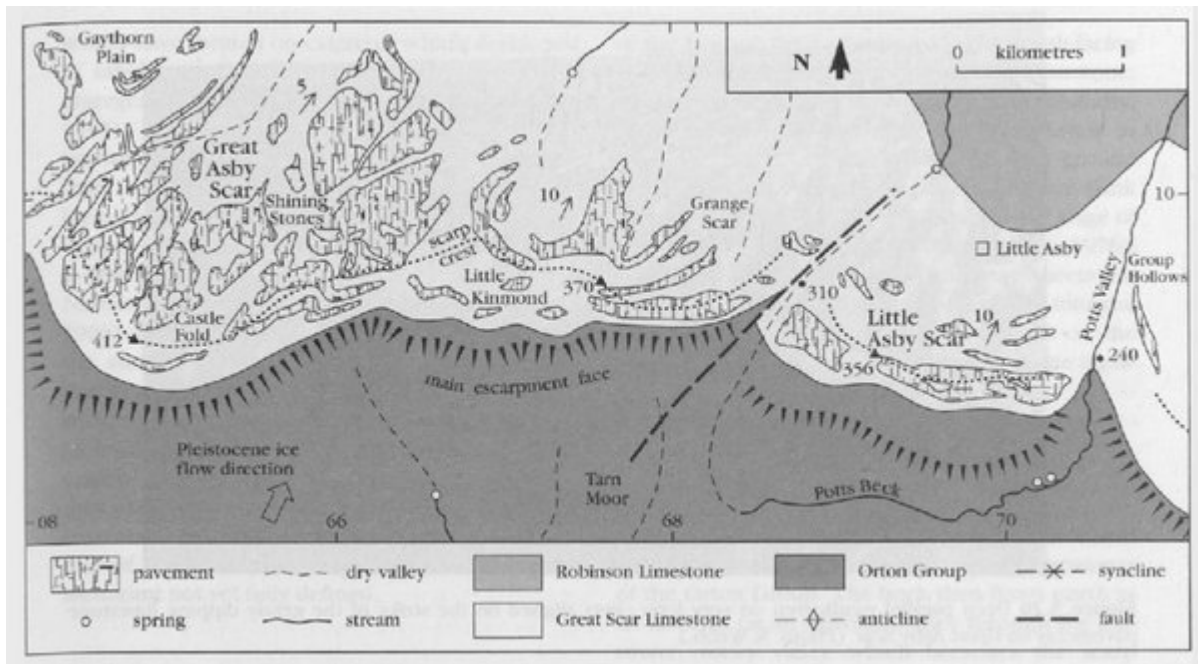 Gaythorn
Plain
5
N
0
kilometres
1
Great
Asby
Scar
Shining
Stones
10
Grange
Scar
10
scarp
crest
Little Asby
Group
Hollows
Potts Valley
Little
Kinmond
370
310
Castle
Fold
412
Little
Asby Scar
10
356
240
main escarpment face
Pleistocene ice
flow direction
Tarn
Moor
Potts Beck
08
66
68
70
pavement
dry valley
Robinson Limestone
Orton Group
syncline
spring
stream
Great Scar Limestone
anticline
fault